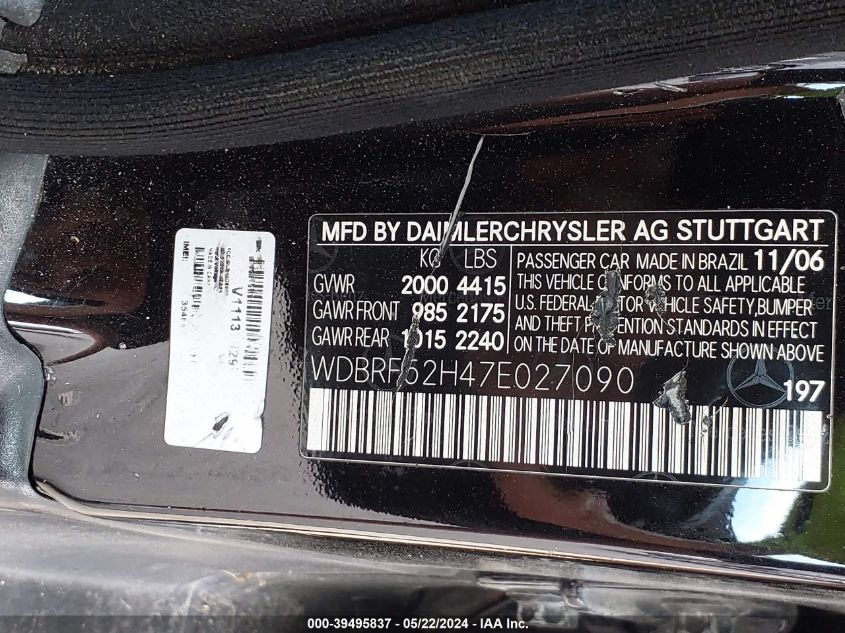 MFD BY DAIMLERCHRYSLER AG STUTTGART
KG LBS
GVWR 2000 4415
GAWR FRONT 985 2175
GAWR REAR 1015 2240
PASSENGER CAR MADE IN BRAZIL 11/06
THIS VEHICLE CONFORMS TO ALL APPLICABLE
U.S. FEDERAL MOTOR VEHICLE SAFETY, BUMPER
AND THEFT PREVENTION STANDARDS IN EFFECT
ON THE DATE OF MANUFACTURE SHOWN ABOVE
WDBRF52H47E027090
197
IMEI:
V1113
000-39495837 - 05/22/2024 - IAA Inc.